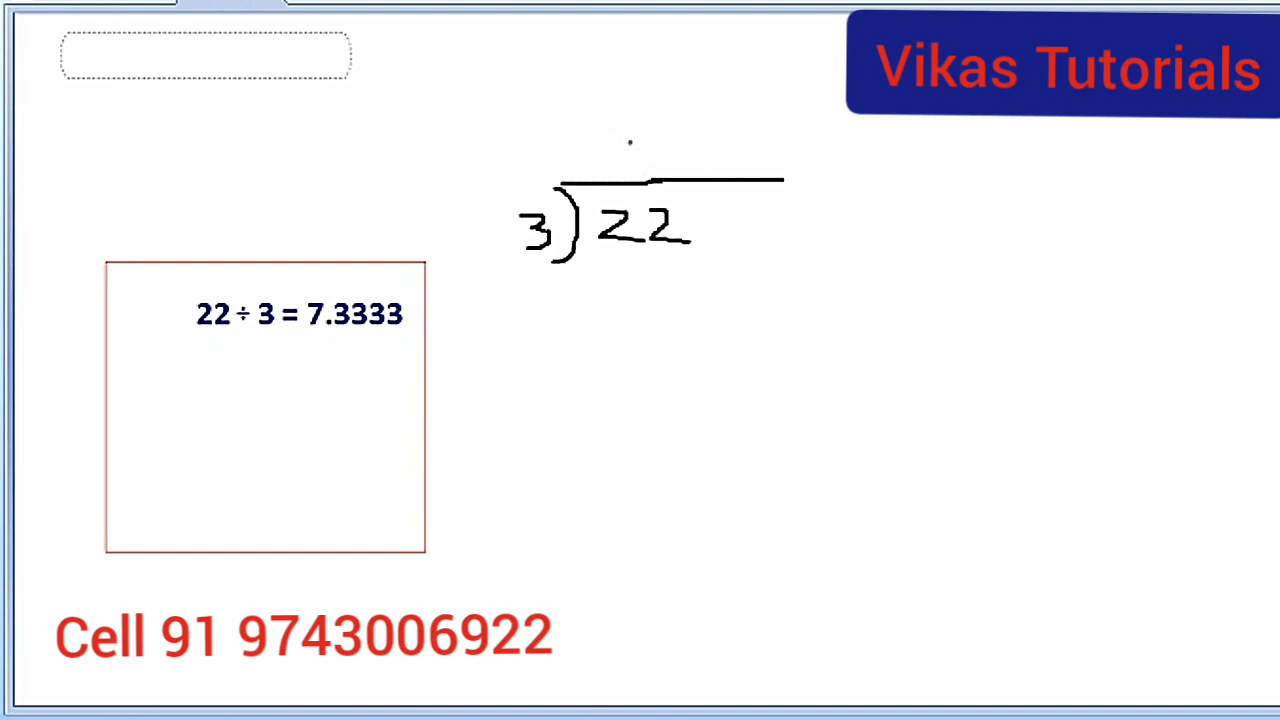 Vikas Tutorials
3) 22
22 ÷ 3 = 7.3333
Cell 91 9743006922